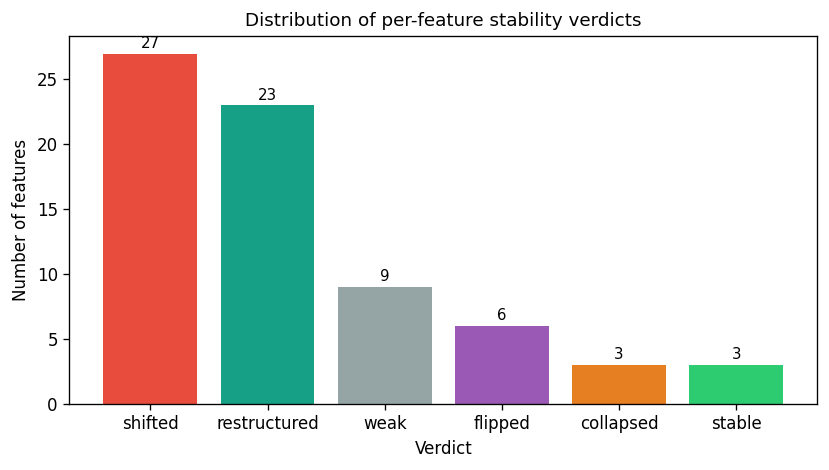 Distribution of per-feature stability verdicts
27
23
9
6
3
3
25
20
15
10
5
0
Number of features
shifted
restructured
weak
flipped
collapsed
stable
Verdict